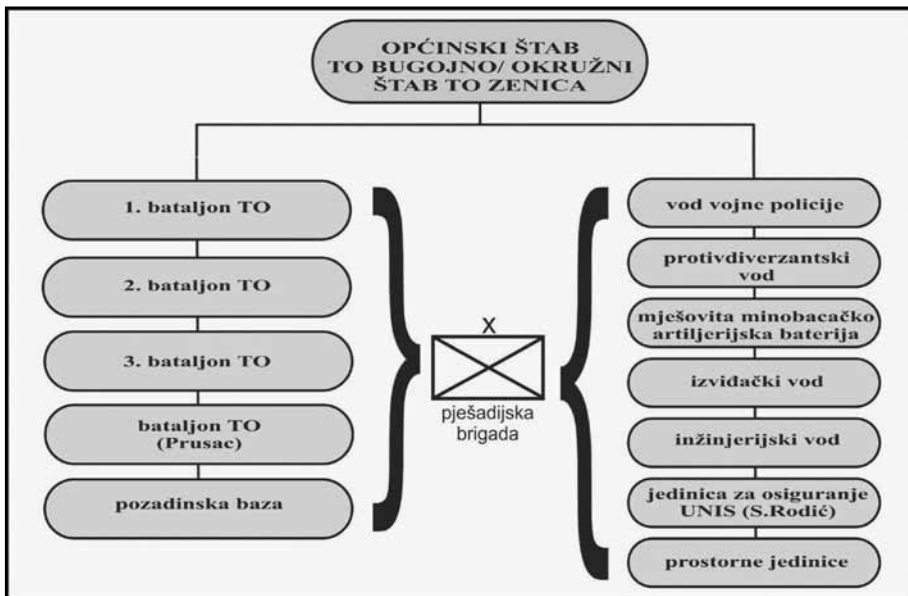 OPĆINSKI ŠTAB
TO BUGOJNO/ OKRUŽNI
ŠTAB TO ZENICA
1. bataljon TO
2. bataljon TO
3. bataljon TO
bataljon TO
(Prusac)
pozadinska baza
X
pješadijska
brigada
vod vojne policije
protivdiverzantski
vod
mješovita minobacačko
artiljerijska baterija
izviđački vod
inžinjerijski vod
jedinica za osiguranje
UNIS (S.Rodić)
prostorne jedinice